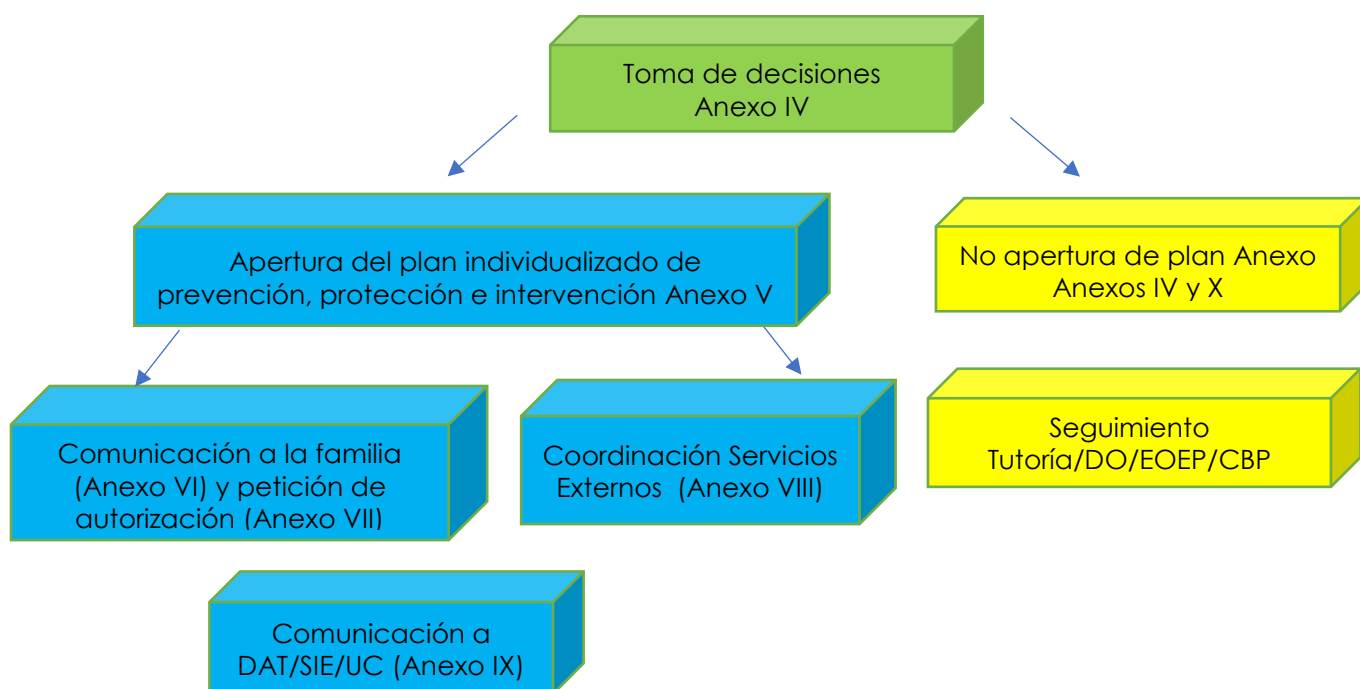 Toma de decisiones
Anexo IV
Apertura del plan individualizado de
prevención, protección e intervención Anexo V
No apertura de plan Anexo
Anexos IV y X
Comunicación a la familia
(Anexo VI) y petición de
autorización (Anexo VII)
Coordinación Servicios
Externos (Anexo VIII)
Seguimiento
Tutoría/DO/EOEP/CBP
Comunicación a
DAT/SIE/UC (Anexo IX)